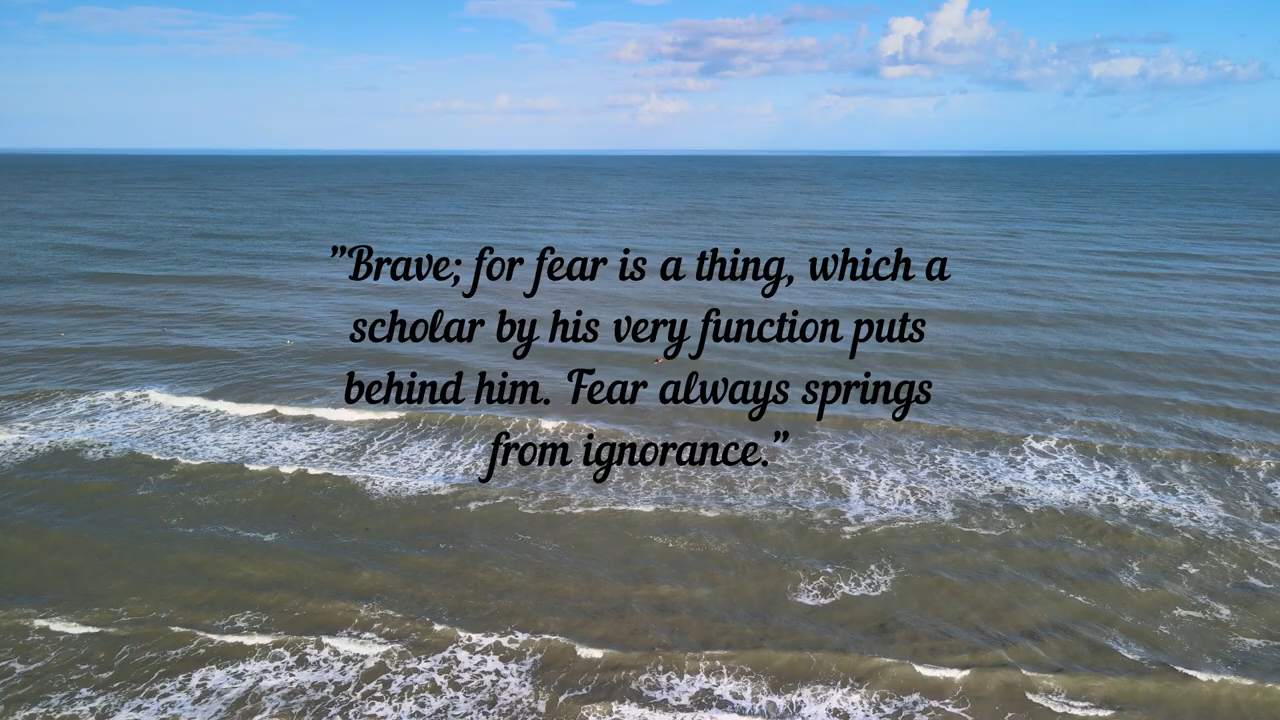 ”Brave; for fear is a thing, which a
scholar by his very function puts
behind him. Fear always springs
from ignorance.”